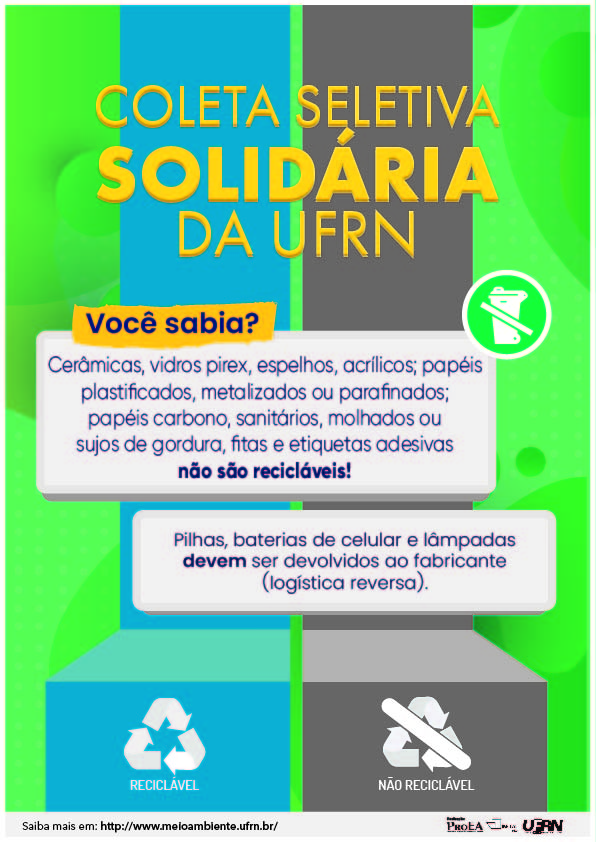 COLETA SELETIVA
SOLIDÁRIA
DA UFRN
Você sabia?
Cerâmicas, vidros pirex, espelhos, acrílicos; papéis
plastificados, metalizados ou parafinados;
papéis carbono, sanitários, molhados ou
sujos de gordura, fitas e etiquetas adesivas
não são recicláveis!
Pilhas, baterias de celular e lâmpadas
devem ser devolvidos ao fabricante
(logística reversa).
RECICLÁVEL
NÃO RECICLÁVEL
Saiba mais em: http://www.meioambiente.ufrn.br/
PROEA
UFRN